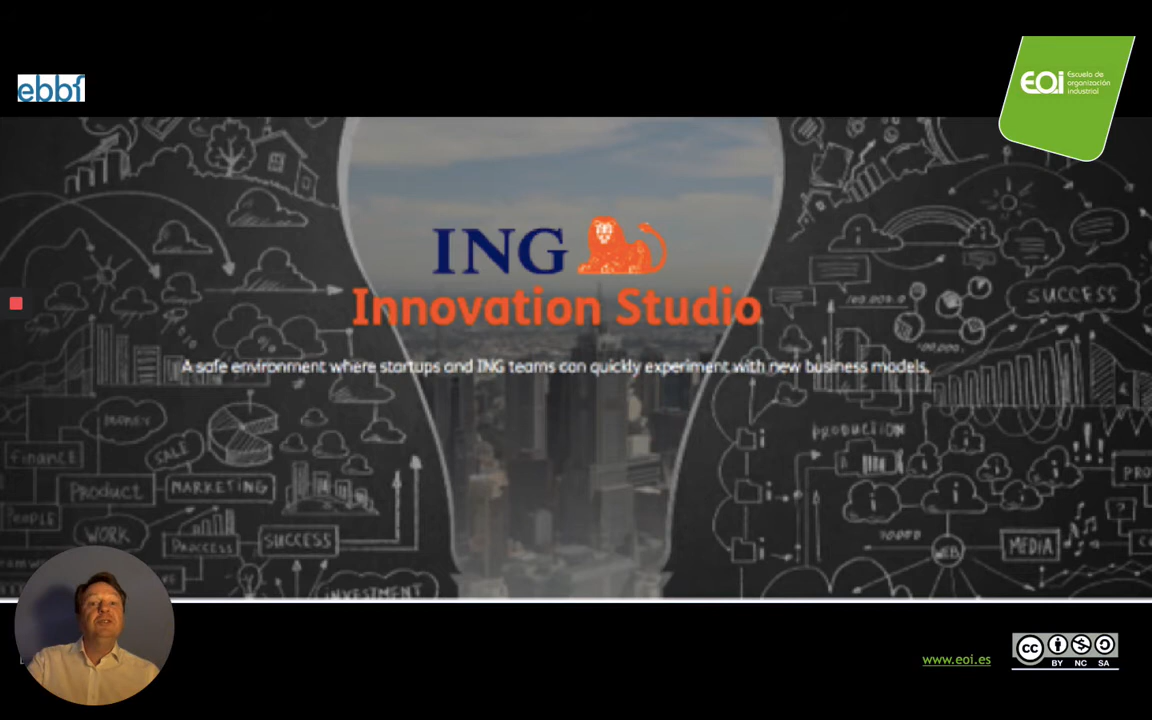 ebbf
EOi Escuela de
organización
industrial
ING
Innovation Studio
A safe environment where startups and ING teams can quickly experiment with new business models.
SUCCESS
MONEY
finance
SALE
PRODUCTION
Product
MARKETING
PEOPLE
WORK
PROCESS
SUCCESS
WEB
MEDIA
INVESTMENT
www.eoi.es
cc
BY NC SA